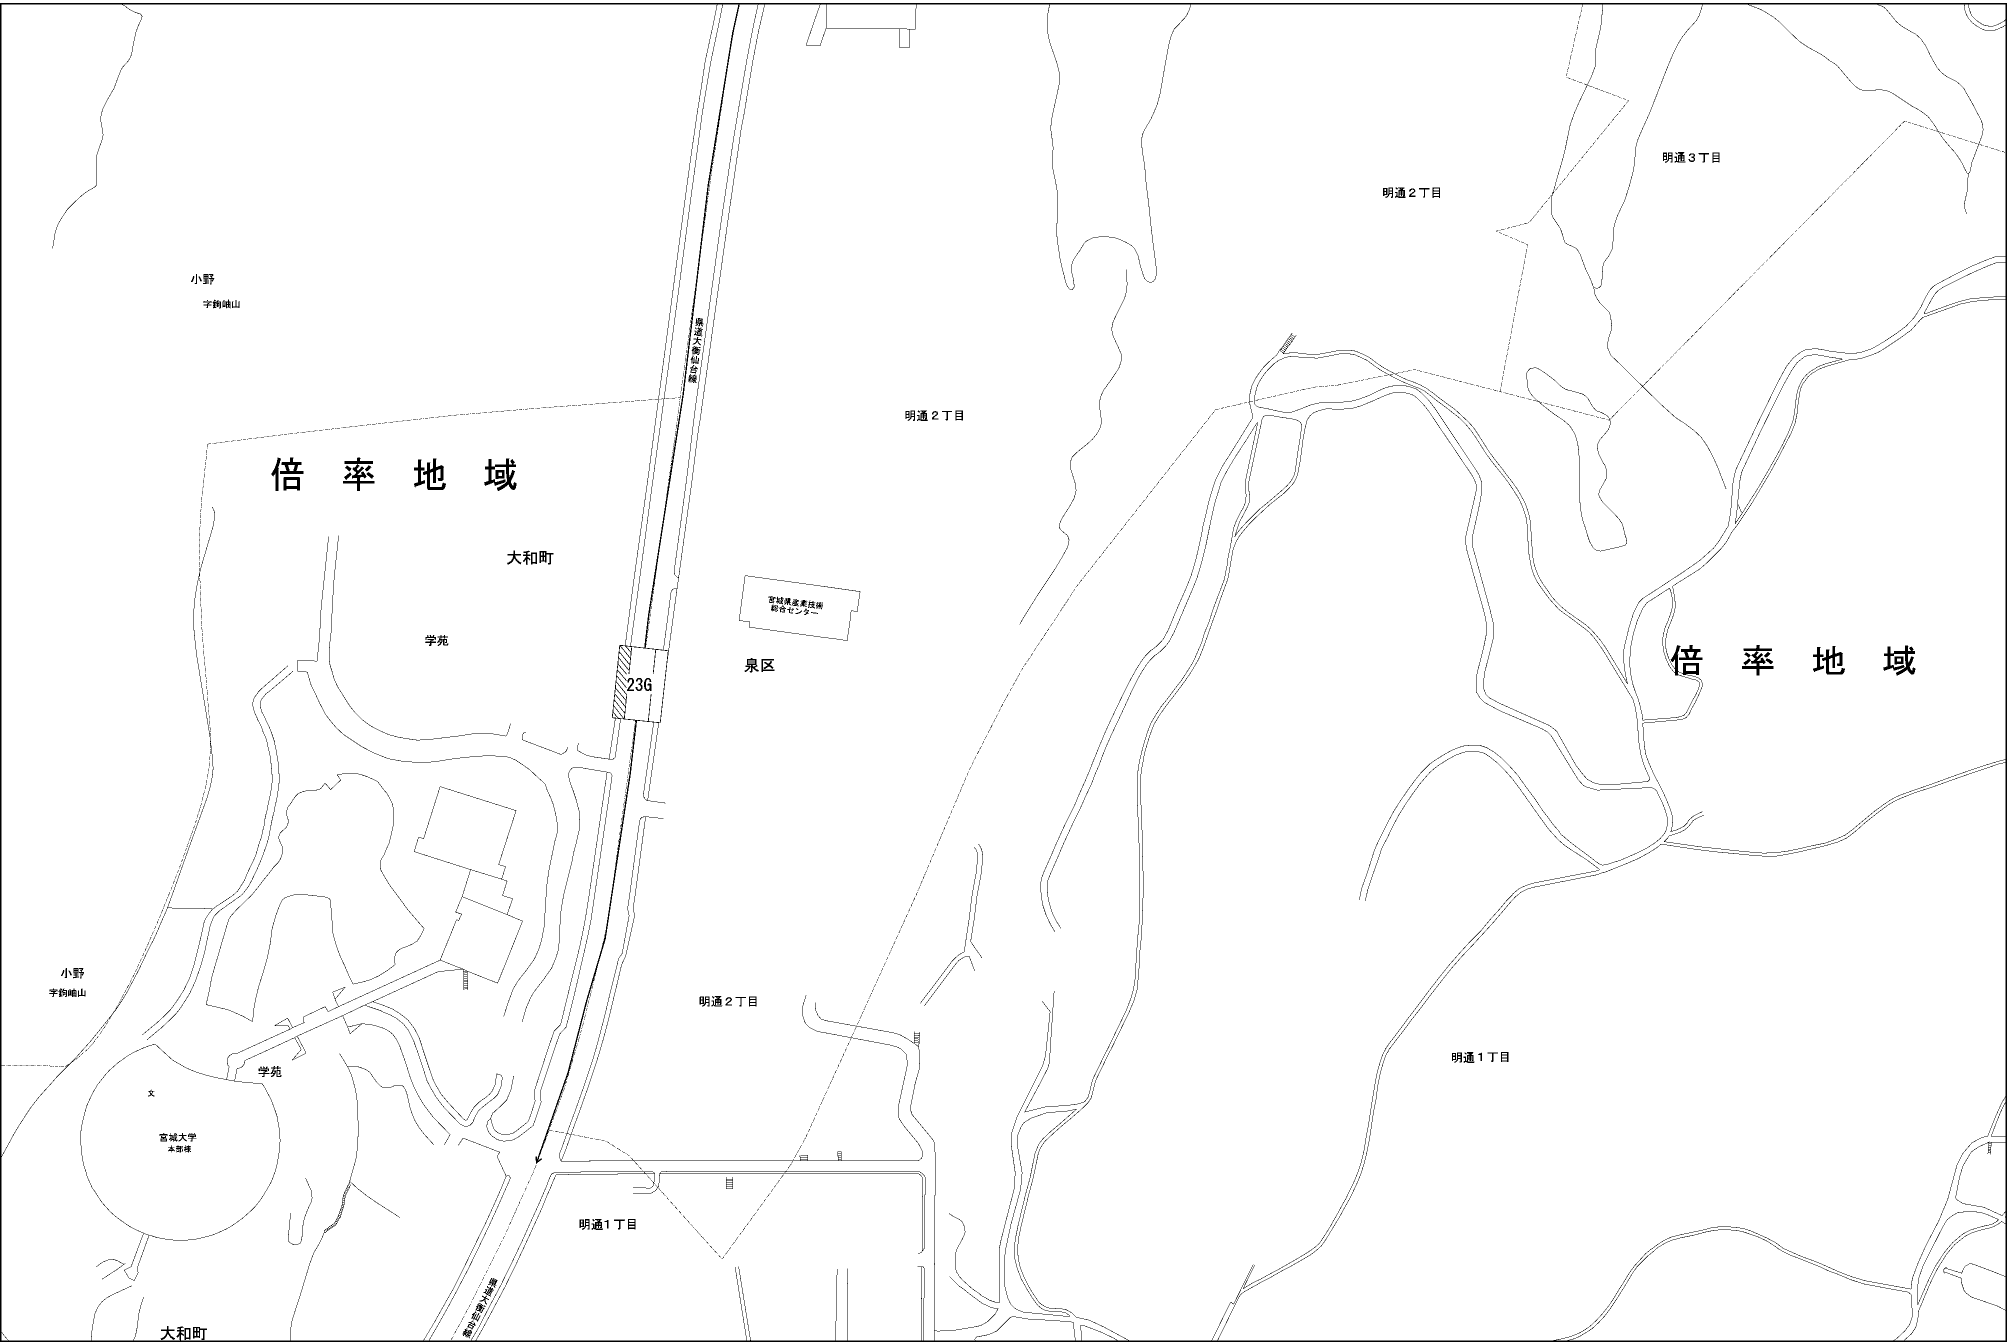 明通３丁目
明通２丁目
小野
字鉤岫山
県道大衡仙台線
明通２丁目
倍率地域
大和町
宮城県産業技術
総合センター
学苑
泉区
23G
倍率地域
小野
字鉤岫山
明通２丁目
明通１丁目
学苑
文
宮城大学
本部棟
明通１丁目
県道大衡仙台線
大和町